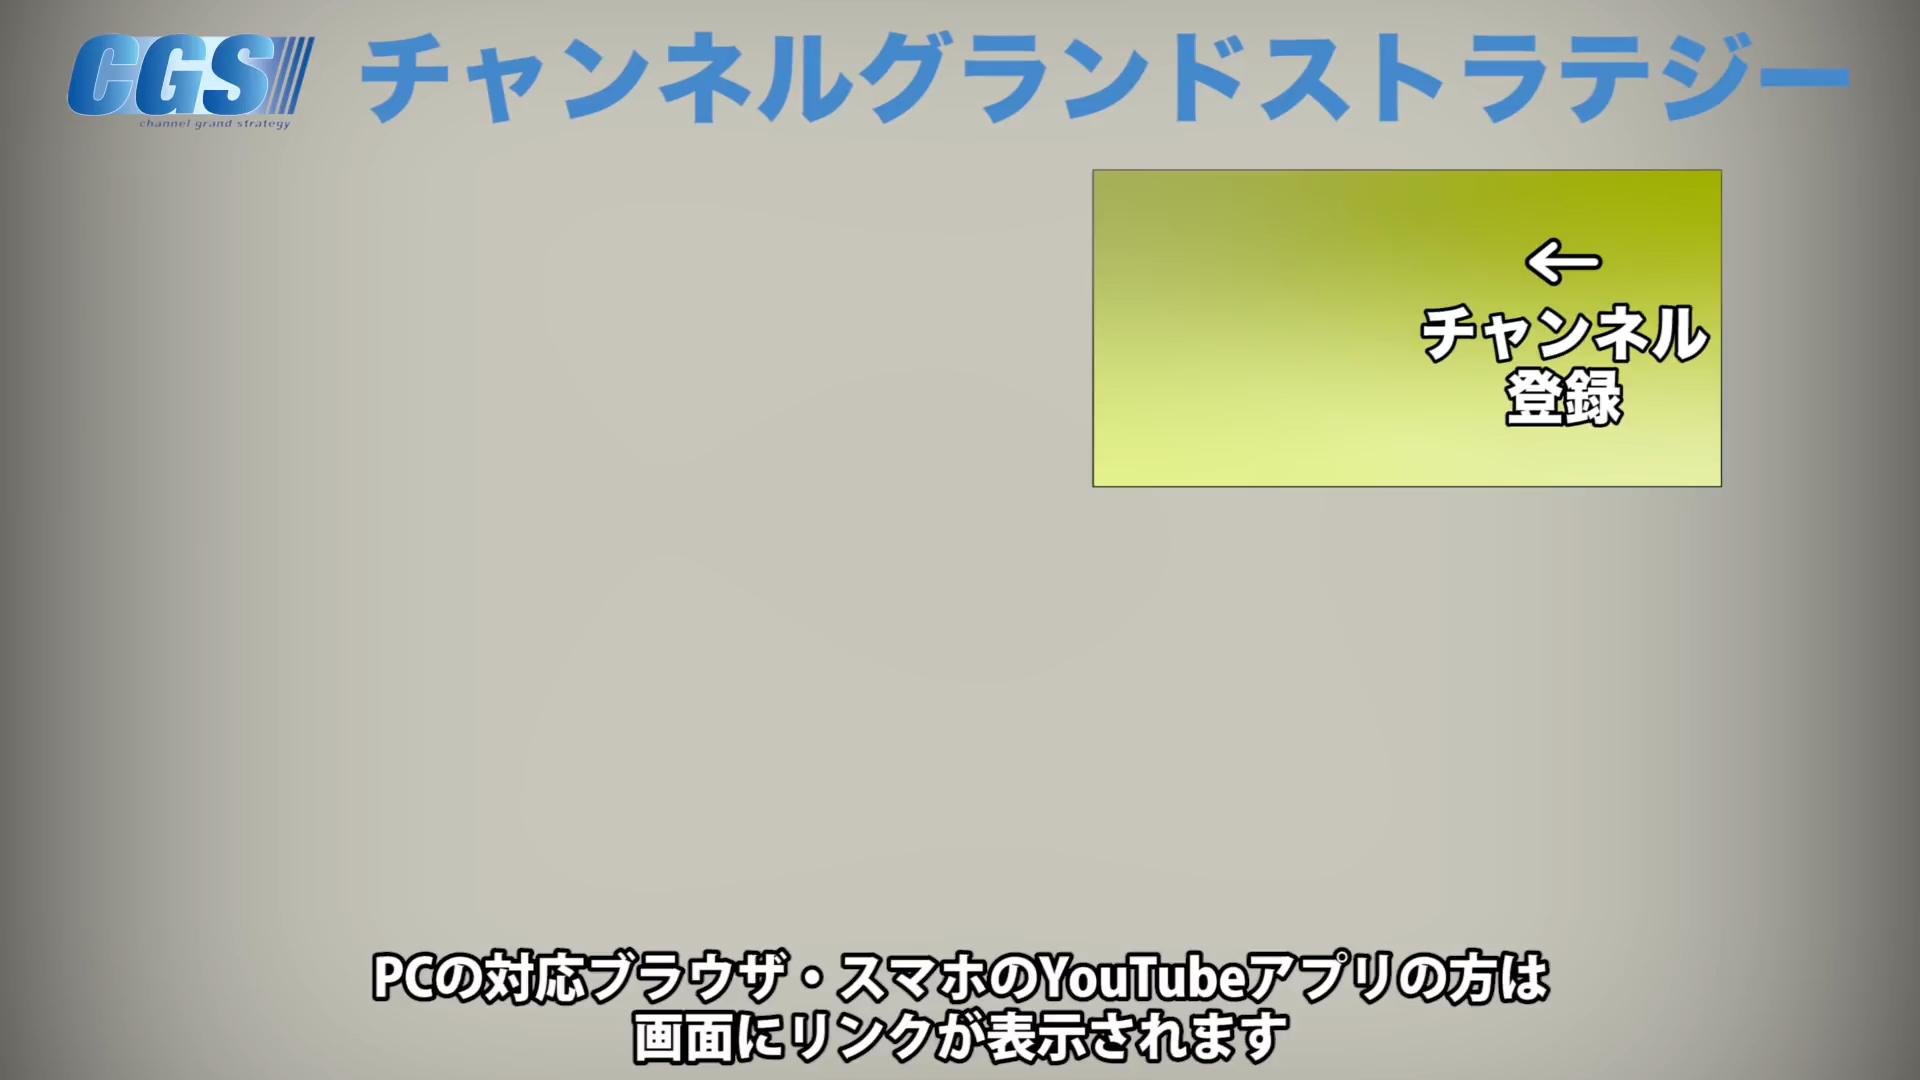 CGS
channel grand strategy
チャンネルグランドストラテジー
←
チャンネル
登録
PCの対応ブラウザ・スマホのYouTubeアプリの方は
画面にリンクが表示されます